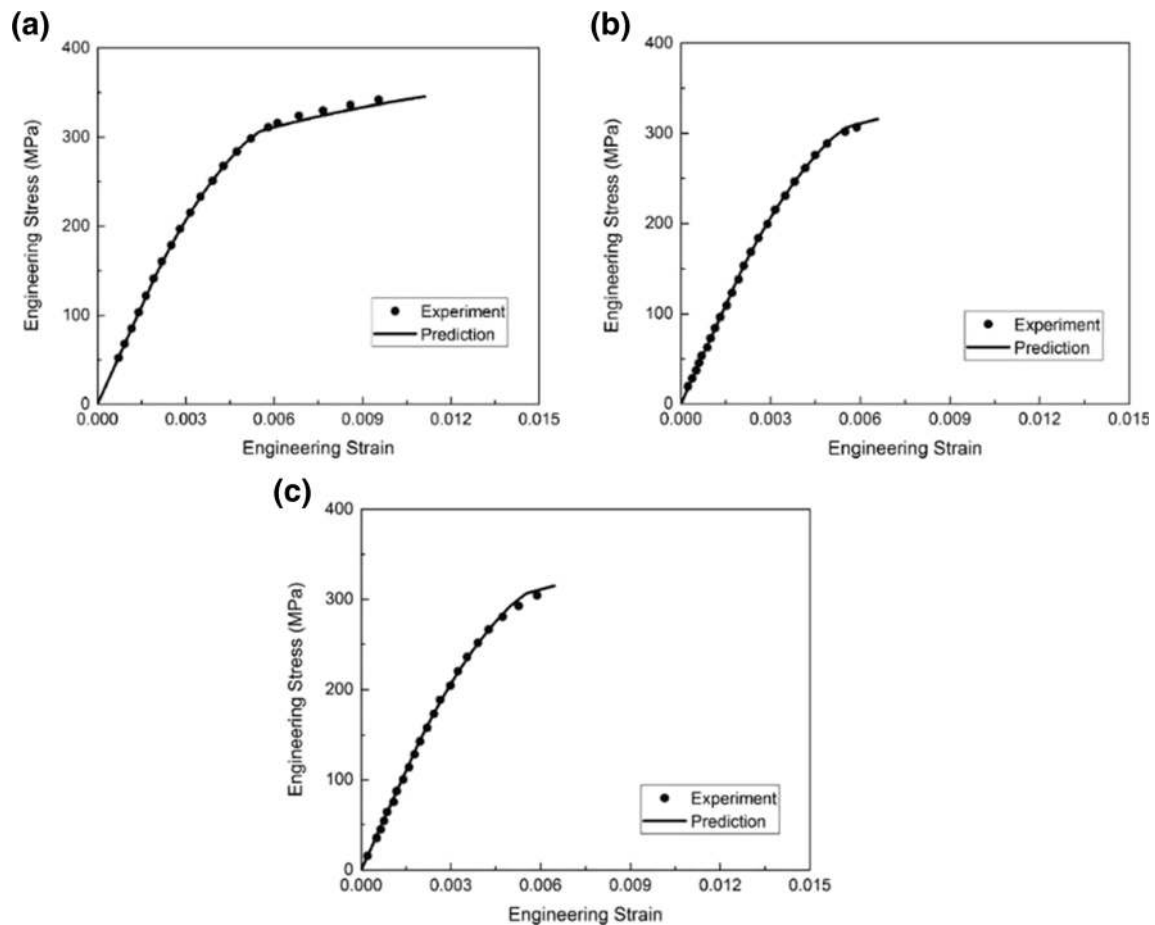 (a)
400
300
200
100
0
Engineering Stress (MPa)
Experiment
Prediction
0.000 0.003 0.006 0.009 0.012 0.015
Engineering Strain
(b)
400
300
200
100
0
Engineering Stress (MPa)
Experiment
Prediction
0.000 0.003 0.006 0.009 0.012 0.015
Engineering Strain
(c)
400
300
200
100
0
Engineering Stress (MPa)
Experiment
Prediction
0.000 0.003 0.006 0.009 0.012 0.015
Engineering Strain